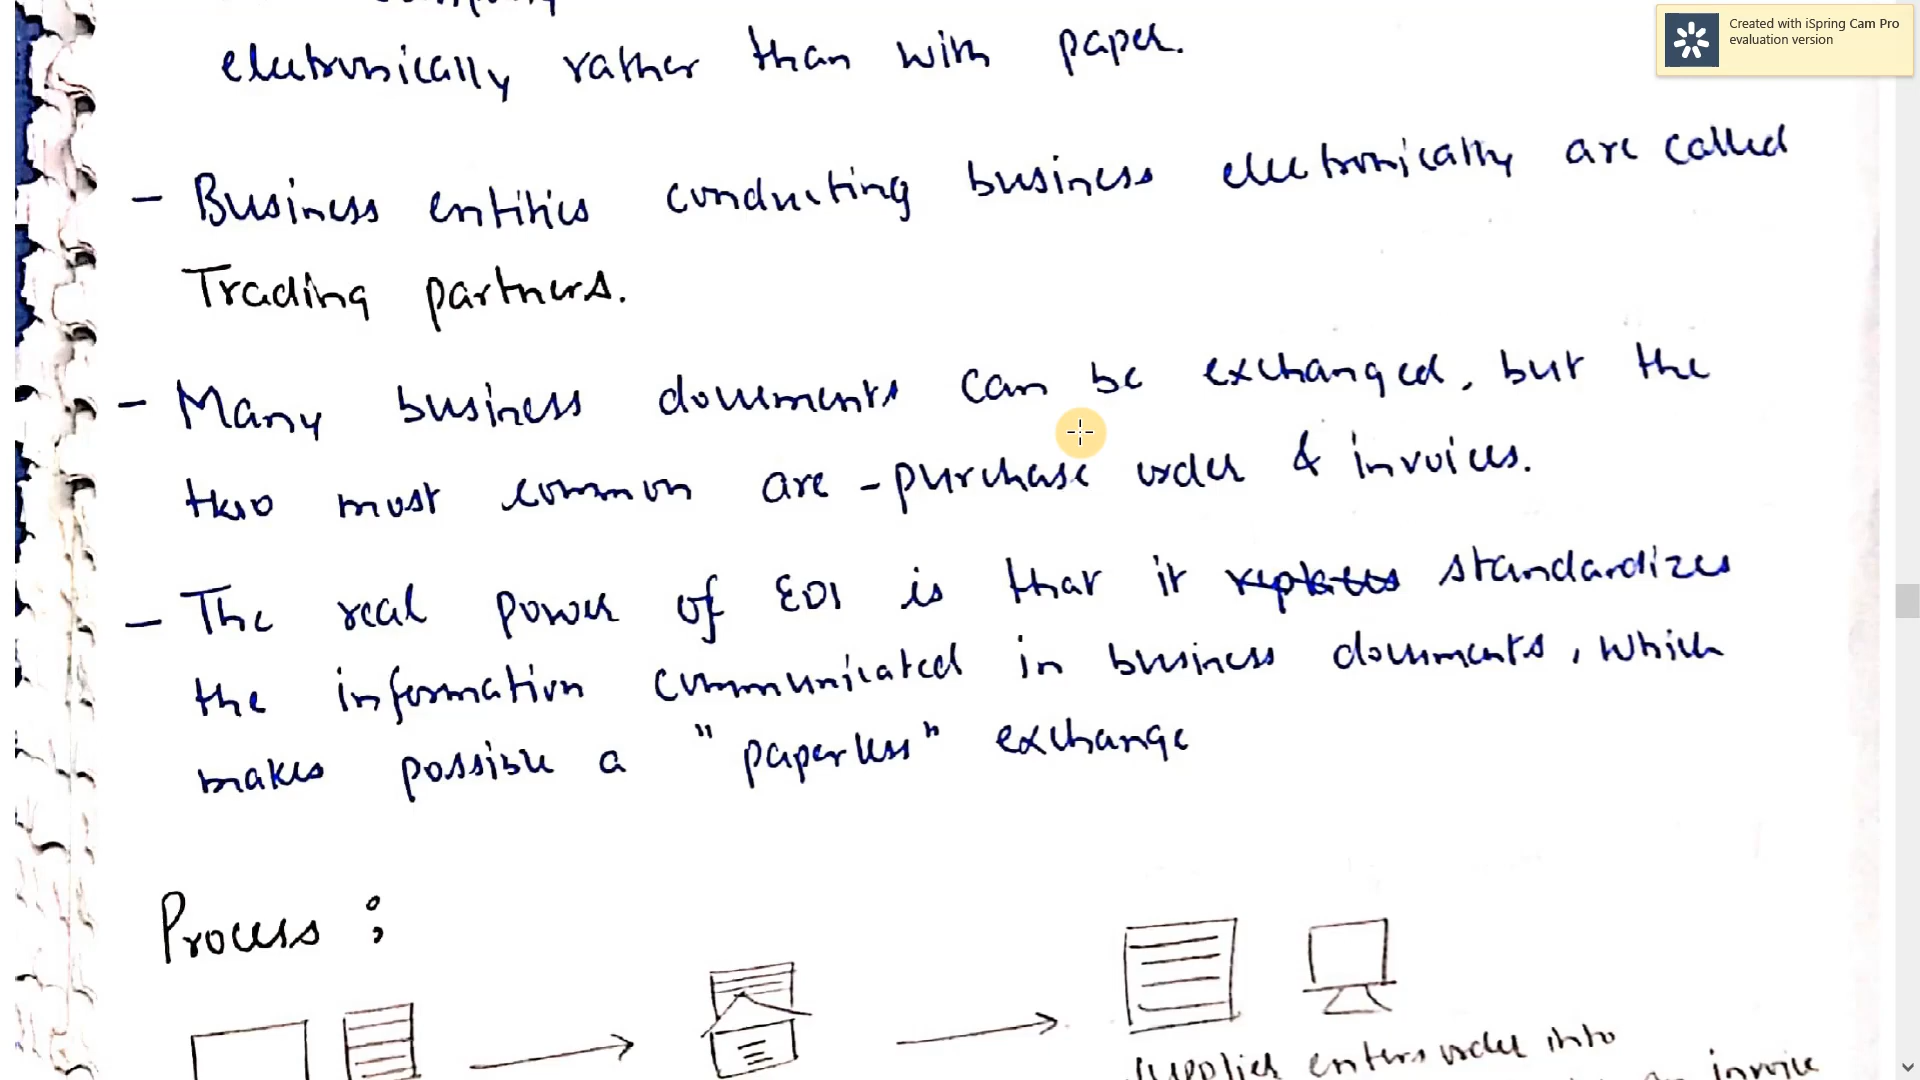 company
electronically rather than with paper.
- Business entities conducting business electronically are called
Trading partners.
- Many business documents can be exchanged, but the
two most common are - purchase order & invoices.
- The real power of EDI is that it standardizes
the information communicated in business documents, which
makes possible a "paperless" exchange
Process :
supplier enters order into
invoice
Created with iSpring Cam Pro
evaluation version